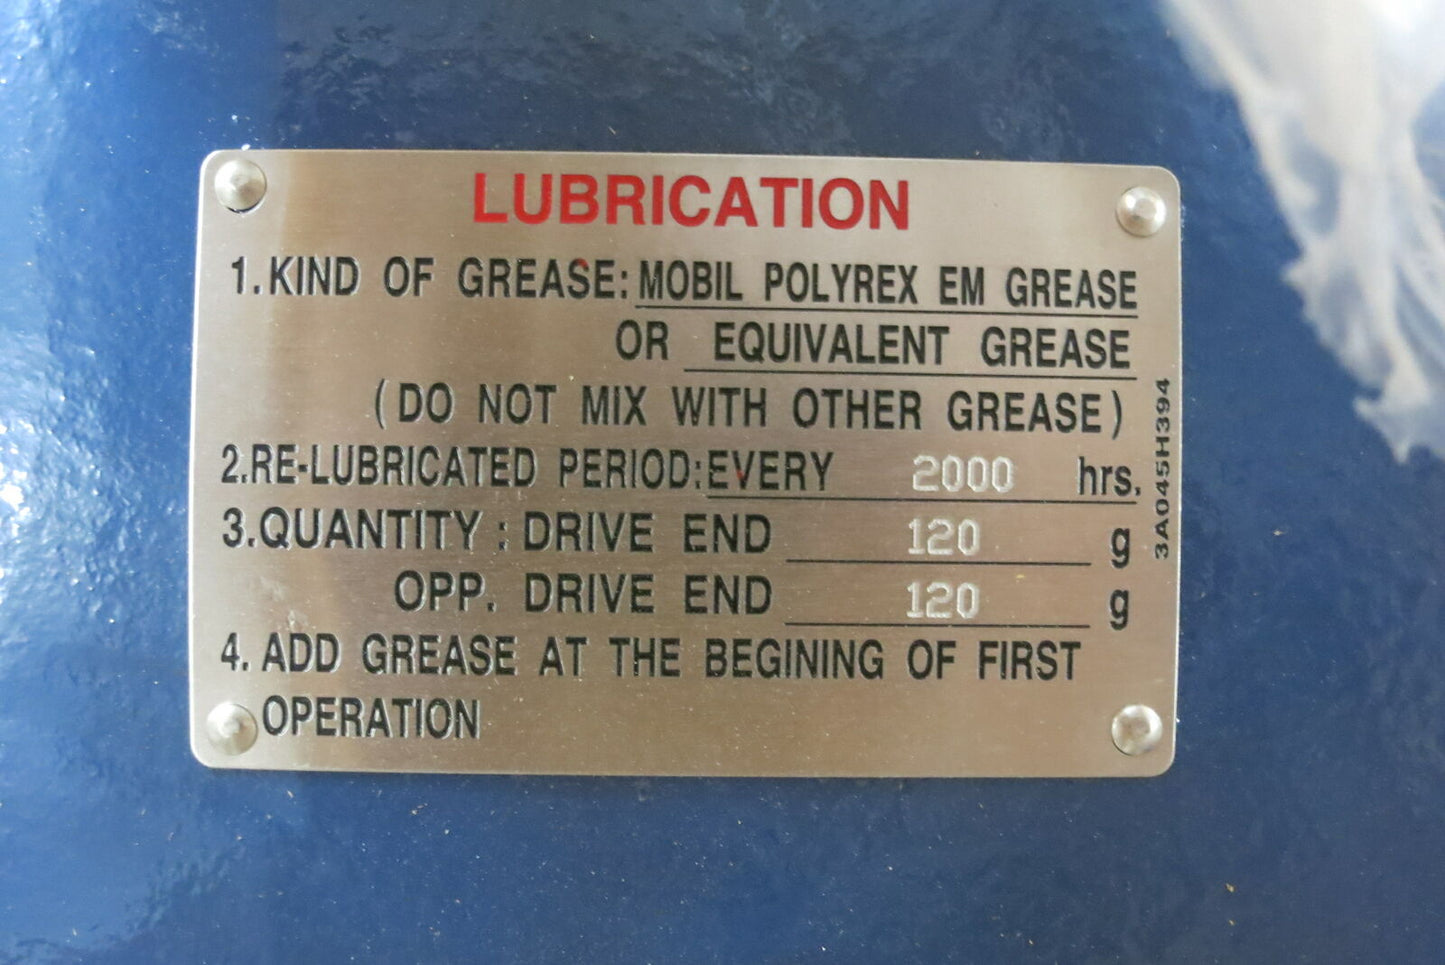 LUBRICATION
1. KIND OF GREASE: MOBIL POLYREX EM GREASE
OR EQUIVALENT GREASE
(DO NOT MIX WITH OTHER GREASE)
2. RE-LUBRICATED PERIOD: EVERY 2000 hrs.
3. QUANTITY : DRIVE END 120 g
OPP. DRIVE END 120 g
4. ADD GREASE AT THE BEGINING OF FIRST
OPERATION
3A045H394